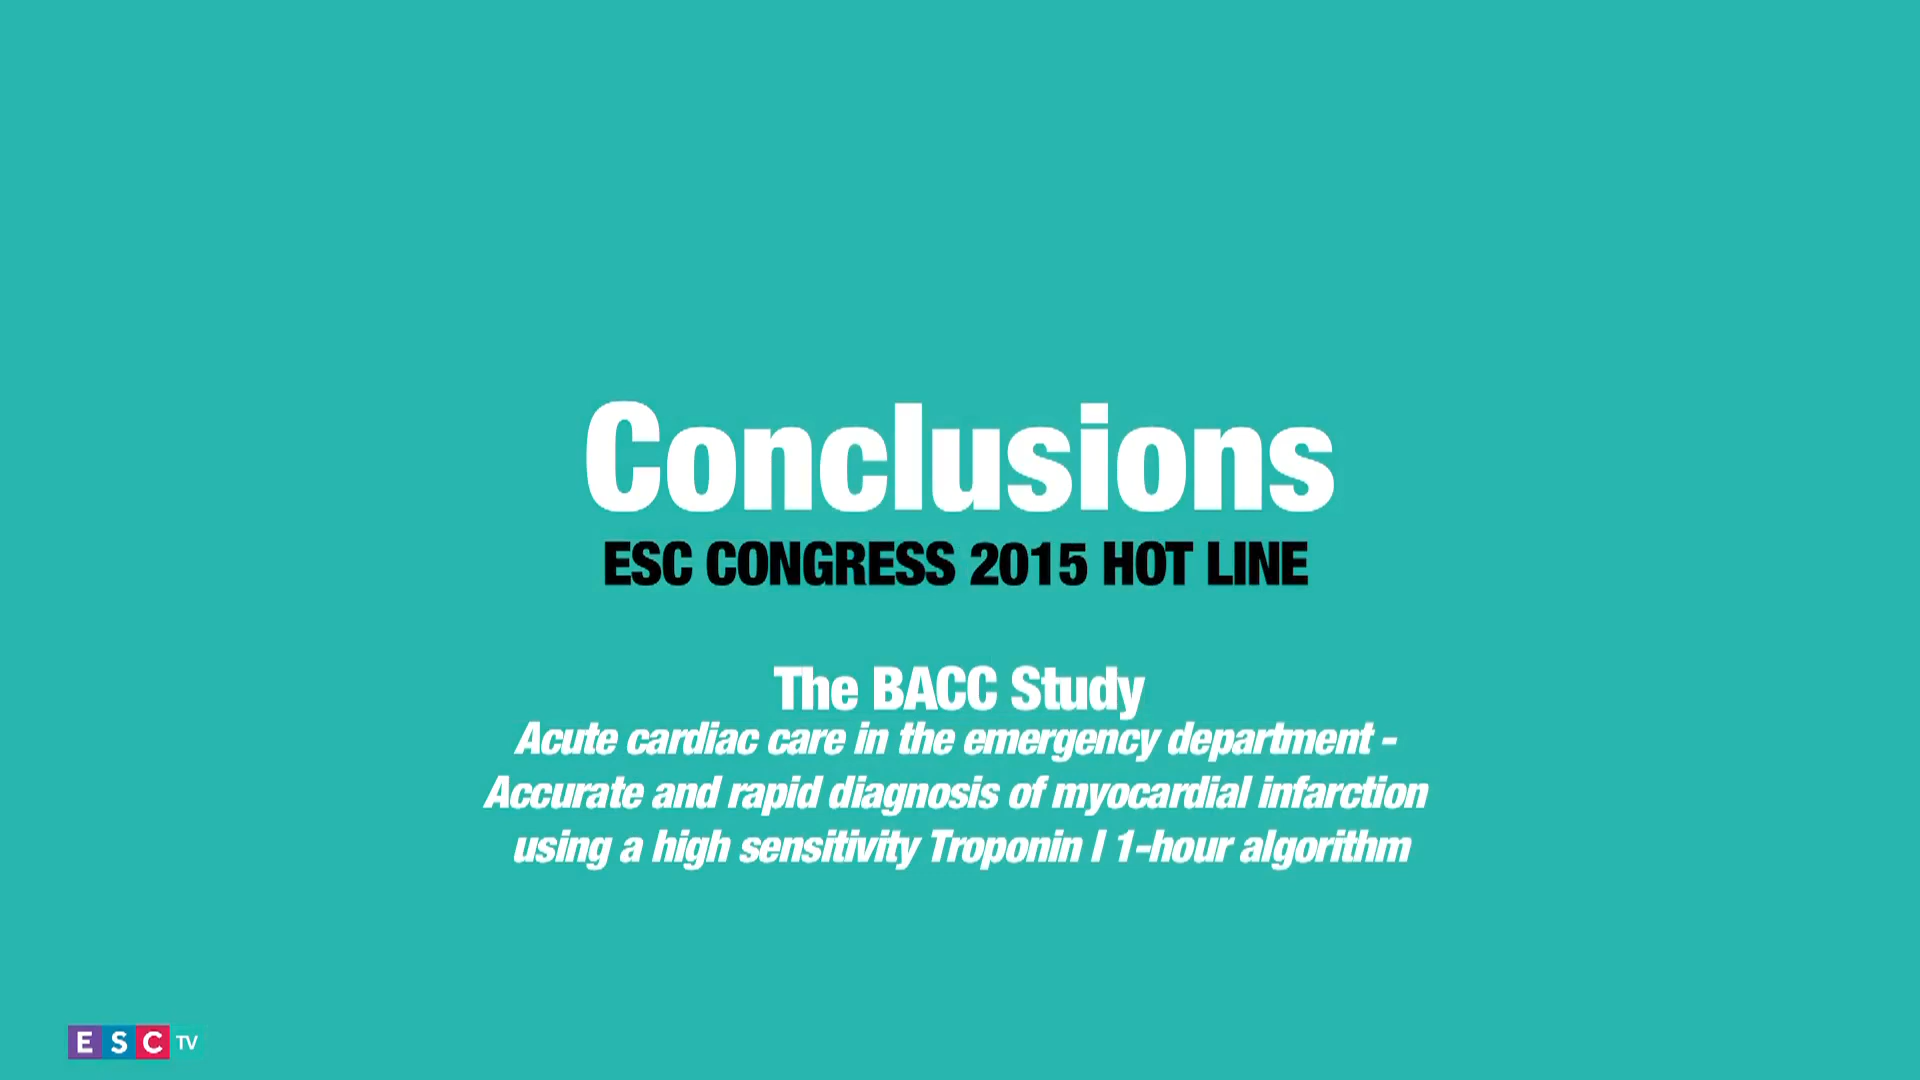 Conclusions
ESC CONGRESS 2015 HOT LINE
The BACC Study
Acute cardiac care in the emergency department -
Accurate and rapid diagnosis of myocardial infarction
using a high sensitivity Troponin I 1-hour algorithm
ESC TV